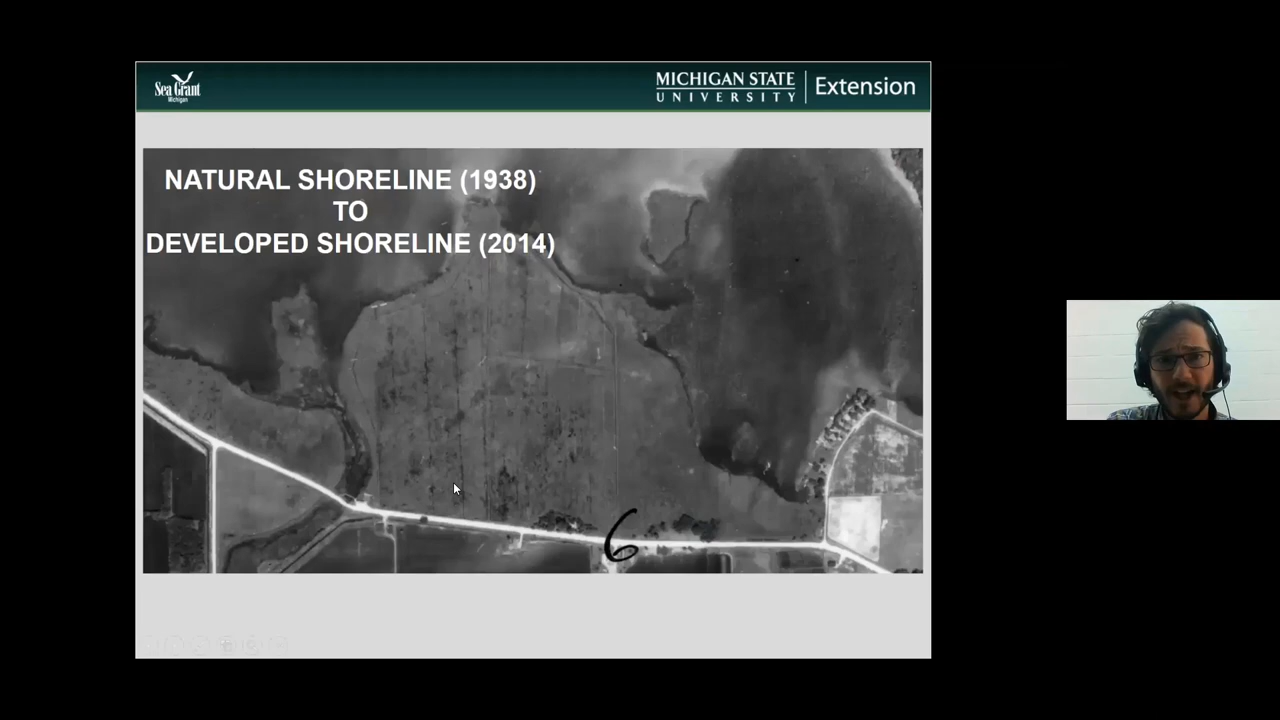 Sea Grant
Michigan
MICHIGAN STATE
UNIVERSITY
Extension
NATURAL SHORELINE (1938)
TO
DEVELOPED SHORELINE (2014)
6